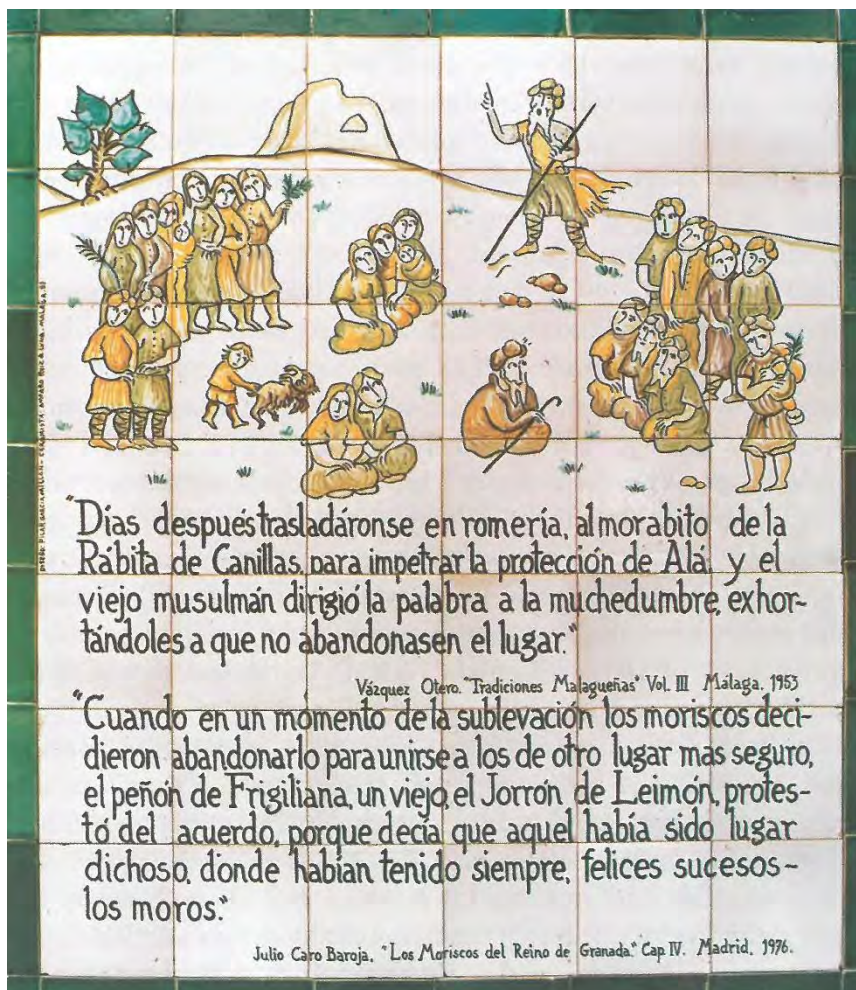 "Días después trasladáronse en romería, al morabito de la
Rábita de Canillas, para impetrar la protección de Alá, y el
viejo musulmán dirigió la palabra a la muchedumbre, exhor-
tándoles a que no abandonasen el lugar."
Vázquez Otero. "Tradiciones Malagueñas" Vol. III Málaga, 1953
"Cuando en un momento de la sublevación los moriscos deci-
dieron abandonarlo para unirse a los de otro lugar mas seguro,
el peñón de Frigiliana, un viejo, el Jorrón de Leimón, protes-
tó del acuerdo, porque decía que aquel había sido lugar
dichoso, donde habían tenido siempre, felices sucesos-
los moros."
Julio Caro Baroja, "Los Moriscos del Reino de Granada." Cap. IV. Madrid, 1976.